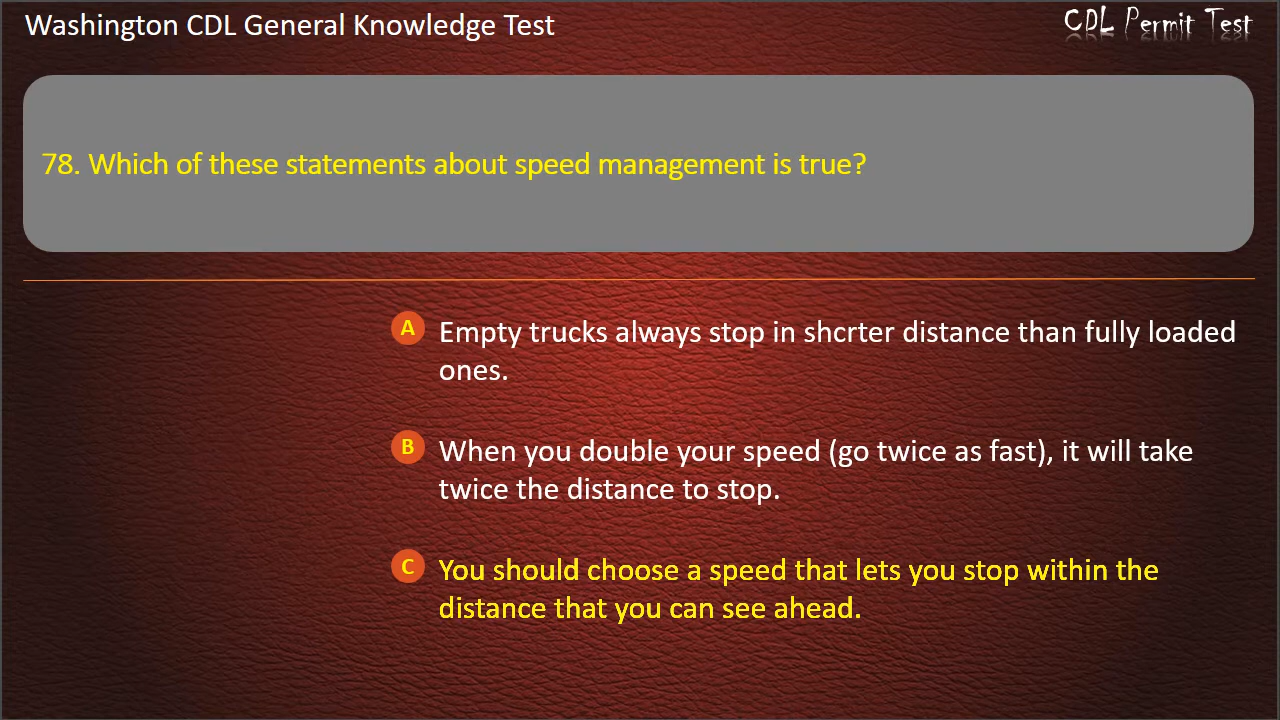 Washington CDL General Knowledge Test
CDL Permit Test
78. Which of these statements about speed management is true?
A Empty trucks always stop in shcrter distance than fully loaded
ones.
B When you double your speed (go twice as fast), it will take
twice the distance to stop.
C You should choose a speed that lets you stop within the
distance that you can see ahead.